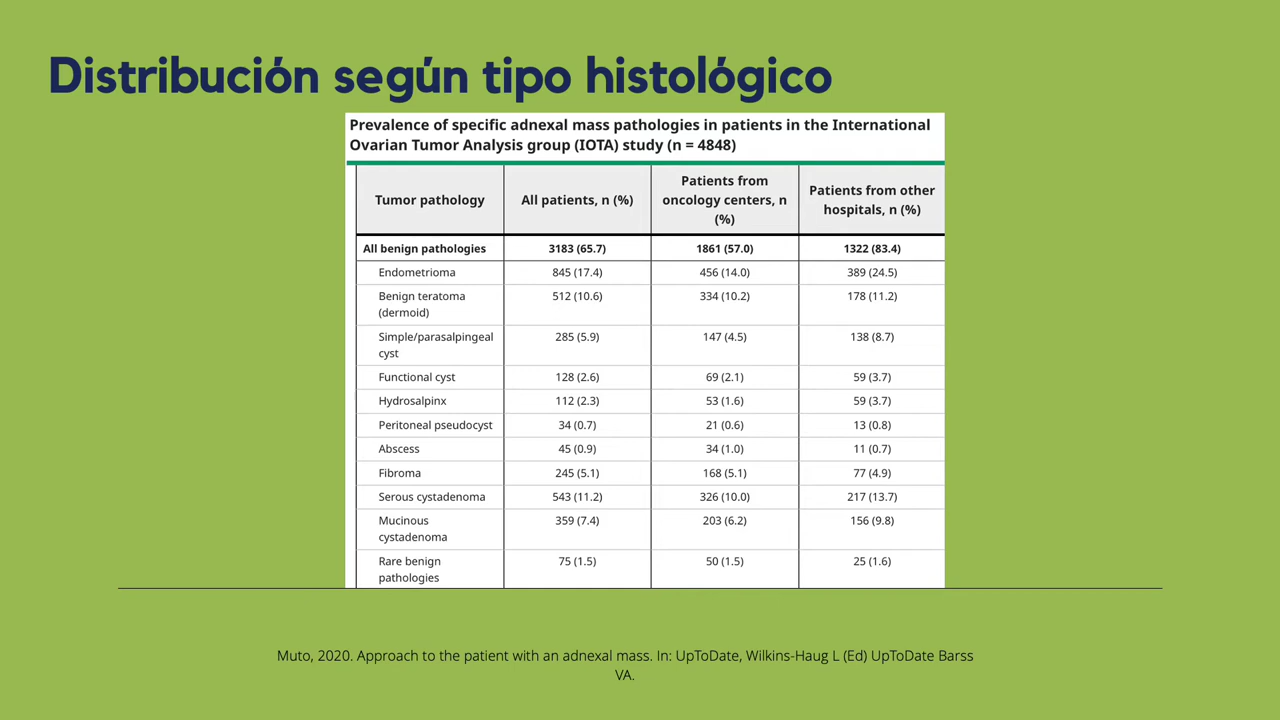 Distribución según tipo histológico
Prevalence of specific adnexal mass pathologies in patients in the International
Ovarian Tumor Analysis group (IOTA) study (n = 4848)
Tumor pathology All patients, n (%) Patients from oncology centers, n (%) Patients from other hospitals, n (%)
All benign pathologies 3183 (65.7) 1861 (57.0) 1322 (83.4)
Endometrioma 845 (17.4) 456 (14.0) 389 (24.5)
Benign teratoma (dermoid) 512 (10.6) 334 (10.2) 178 (11.2)
Simple/parasalpingeal cyst 285 (5.9) 147 (4.5) 138 (8.7)
Functional cyst 128 (2.6) 69 (2.1) 59 (3.7)
Hydrosalpinx 112 (2.3) 53 (1.6) 59 (3.7)
Peritoneal pseudocyst 34 (0.7) 21 (0.6) 13 (0.8)
Abscess 45 (0.9) 34 (1.0) 11 (0.7)
Fibroma 245 (5.1) 168 (5.1) 77 (4.9)
Serous cystadenoma 543 (11.2) 326 (10.0) 217 (13.7)
Mucinous cystadenoma 359 (7.4) 203 (6.2) 156 (9.8)
Rare benign pathologies 75 (1.5) 50 (1.5) 25 (1.6)
Muto, 2020. Approach to the patient with an adnexal mass. In: UpToDate, Wilkins-Haug L (Ed) UpToDate Barss
VA.